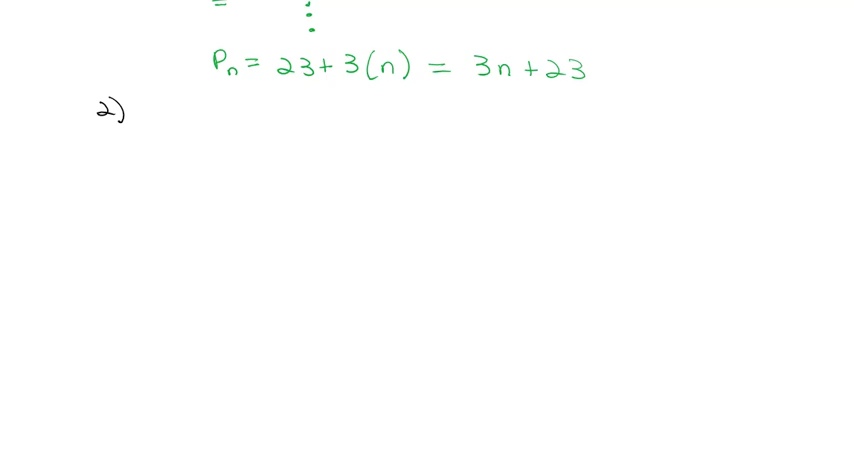 =
⋮
Pₙ = 23 + 3(n) = 3n + 23
2)